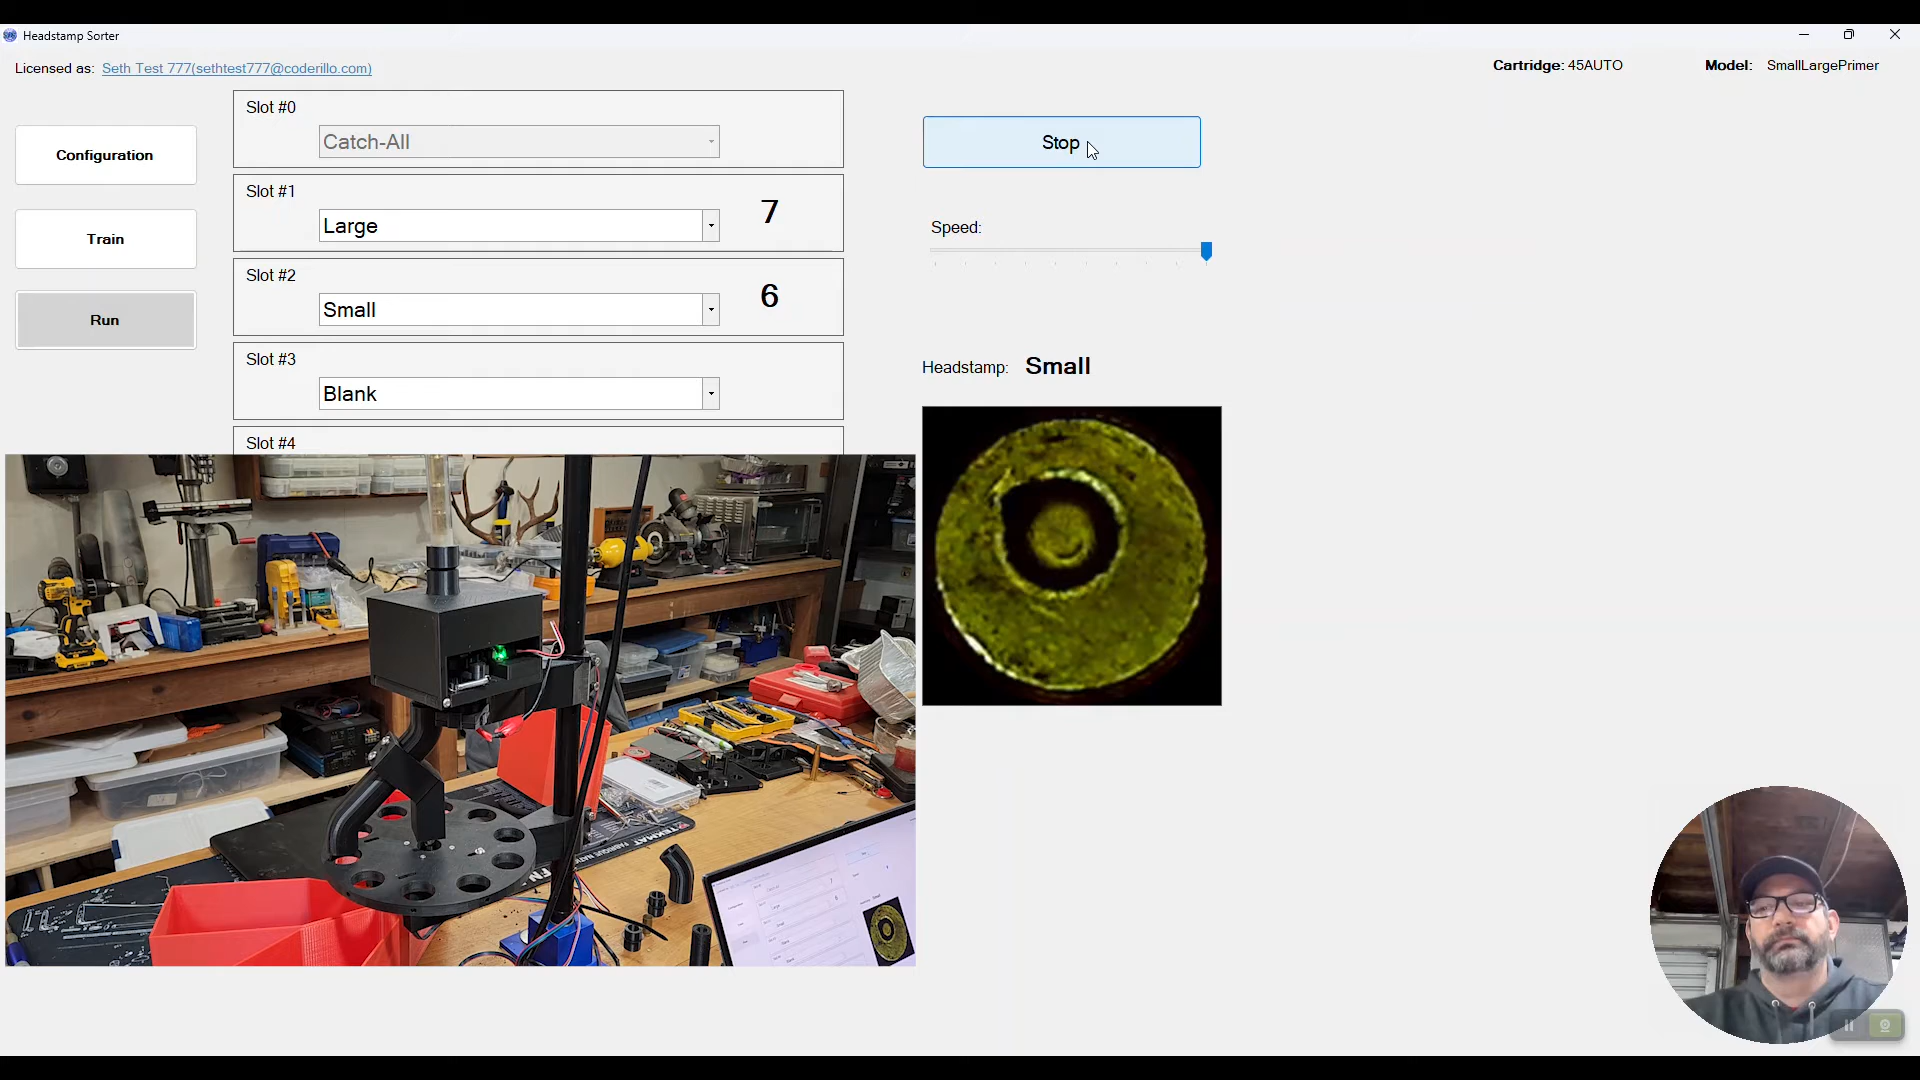 Headstamp Sorter
Licensed as: Seth Test 777(sethtest777@coderillo.com)
Cartridge: 45AUTO
Model: SmallLargePrimer
Configuration
Train
Run
Slot #0
Catch-All
Slot #1
Large
7
Slot #2
Small
6
Slot #3
Blank
Slot #4
Stop
Speed:
Headstamp: Small
TEKMAT